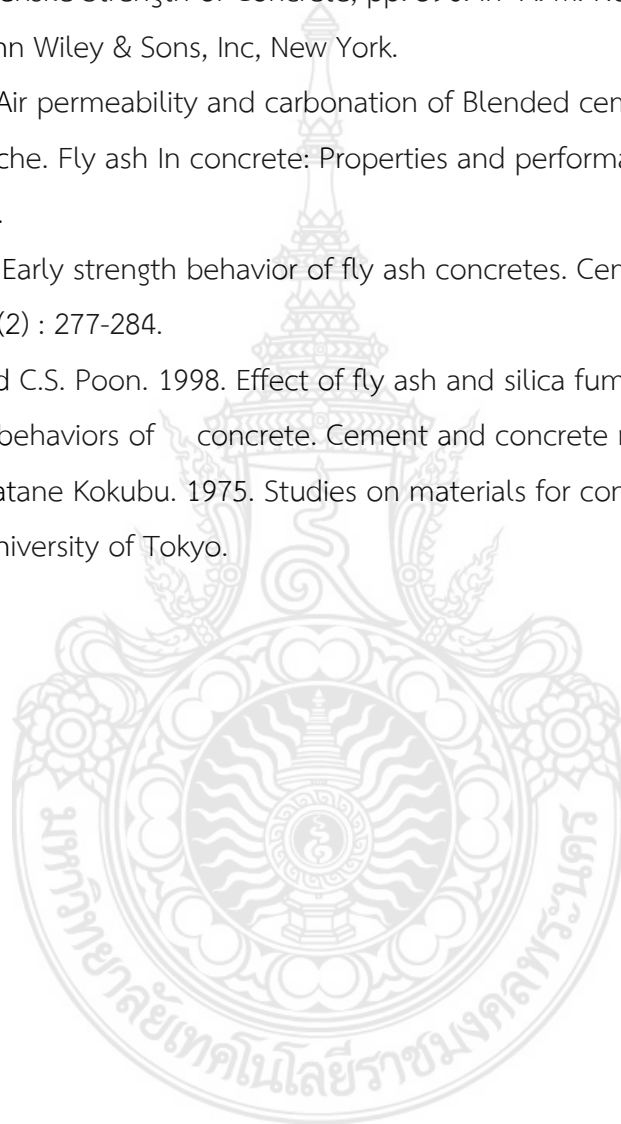 Strength of Concrete, pp. 390. In A. M.
nn Wiley & Sons, Inc, New York.
Air permeability and carbonation of Blended cen
che. Fly ash In concrete: Properties and performa
.
Early strength behavior of fly ash concretes. Cer
(2) : 277-284.
d C.S. Poon. 1998. Effect of fly ash and silica fum
behaviors of concrete. Cement and concrete r
atane Kokubu. 1975. Studies on materials for con
niversity of Tokyo.
มหาวิทยาลัยเทคโนโลยีราชมงคลพระนคร